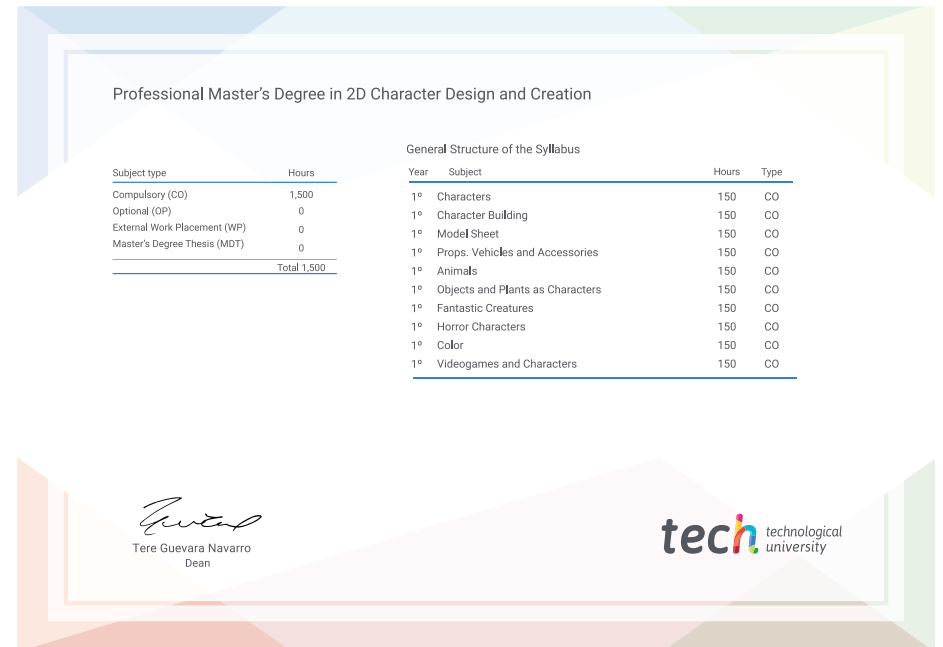 Professional Master's Degree in 2D Character Design and Creation
Subject type Hours
Compulsory (CO) 1,500
Optional (OP) 0
External Work Placement (WP) 0
Master's Degree Thesis (MDT) 0
Total 1,500
General Structure of the Syllabus
Year Subject Hours Type
1º Characters 150 CO
1º Character Building 150 CO
1º Model Sheet 150 CO
1º Props. Vehicles and Accessories 150 CO
1º Animals 150 CO
1º Objects and Plants as Characters 150 CO
1º Fantastic Creatures 150 CO
1º Horror Characters 150 CO
1º Color 150 CO
1º Videogames and Characters 150 CO
Tere Guevara Navarro
Dean
tech technological
university